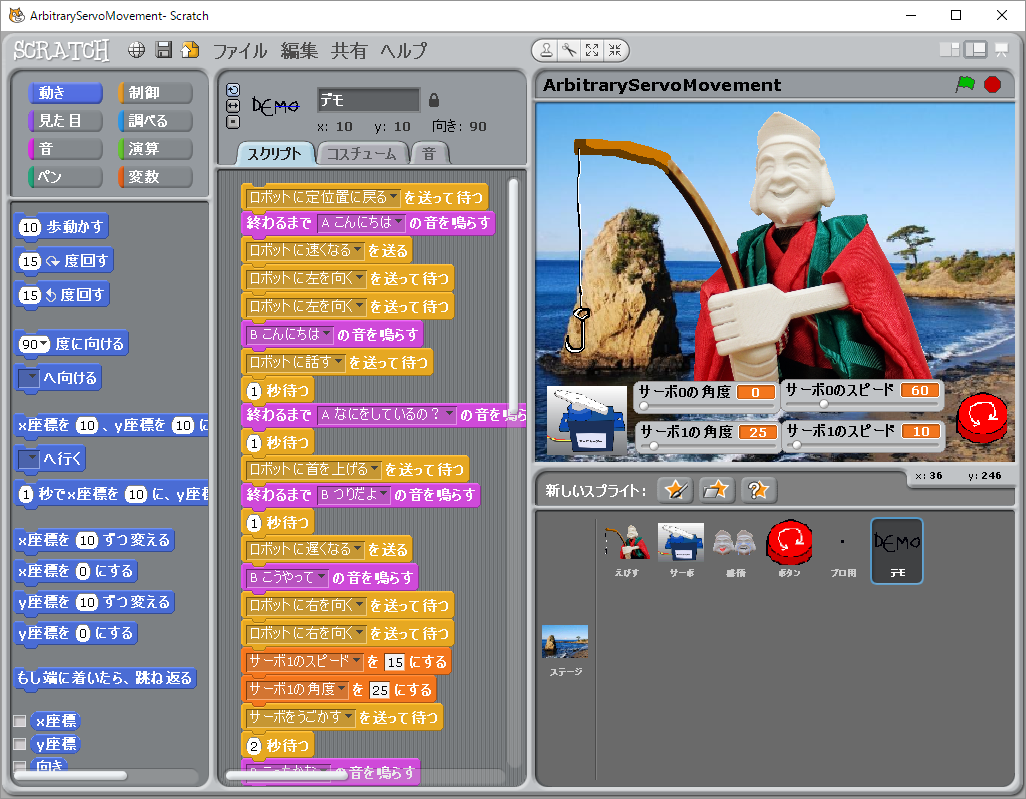 ArbitraryServoMovement- Scratch
SCRATCH ファイル 編集 共有 ヘルプ
動き 制御
見た目 調べる
音 演算
ペン 変数
10 歩動かす
15 度回す
15 度回す
90 度に向ける
へ向ける
x座標を 10 、y座標を 10 に
へ行く
1 秒でx座標を 10 に、y座標
x座標を 10 ずつ変える
x座標を 0 にする
y座標を 10 ずつ変える
y座標を 0 にする
もし端に着いたら、跳ね返る
x座標
y座標
向き
DEMO
デモ
x: 10 y: 10 向き: 90
スクリプト コスチューム 音
ロボットに定位置に戻る を送って待つ
終わるまで A こんにちは の音を鳴らす
ロボットに速くなる を送る
ロボットに左を向く を送って待つ
ロボットに左を向く を送って待つ
B こんにちは の音を鳴らす
ロボットに話す を送って待つ
1 秒待つ
終わるまで A なにをしているの？ の音を鳴ら
1 秒待つ
ロボットに首を上げる を送って待つ
終わるまで B つりだよ の音を鳴らす
1 秒待つ
ロボットに遅くなる を送る
B こうやって の音を鳴らす
ロボットに右を向く を送って待つ
ロボットに右を向く を送って待つ
サーボ1のスピード を 15 にする
サーボ1の角度 を 25 にする
サーボをうごかす を送って待つ
2 秒待つ
の音を鳴らす
ArbitraryServoMovement
サーボ0の角度 0
サーボ0のスピード 60
サーボ1の角度 25
サーボ1のスピード 10
x: 36 y: 246
新しいスプライト:
えびす サーボ 感情 ボタン プロ用 DEMO デモ
ステージ